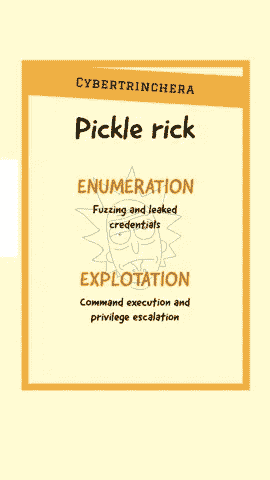 Cybertrinchera
Pickle rick
ENUMERATION
Fuzzing and leaked
credentials
EXPLOTATION
Command execution and
privilege escalation